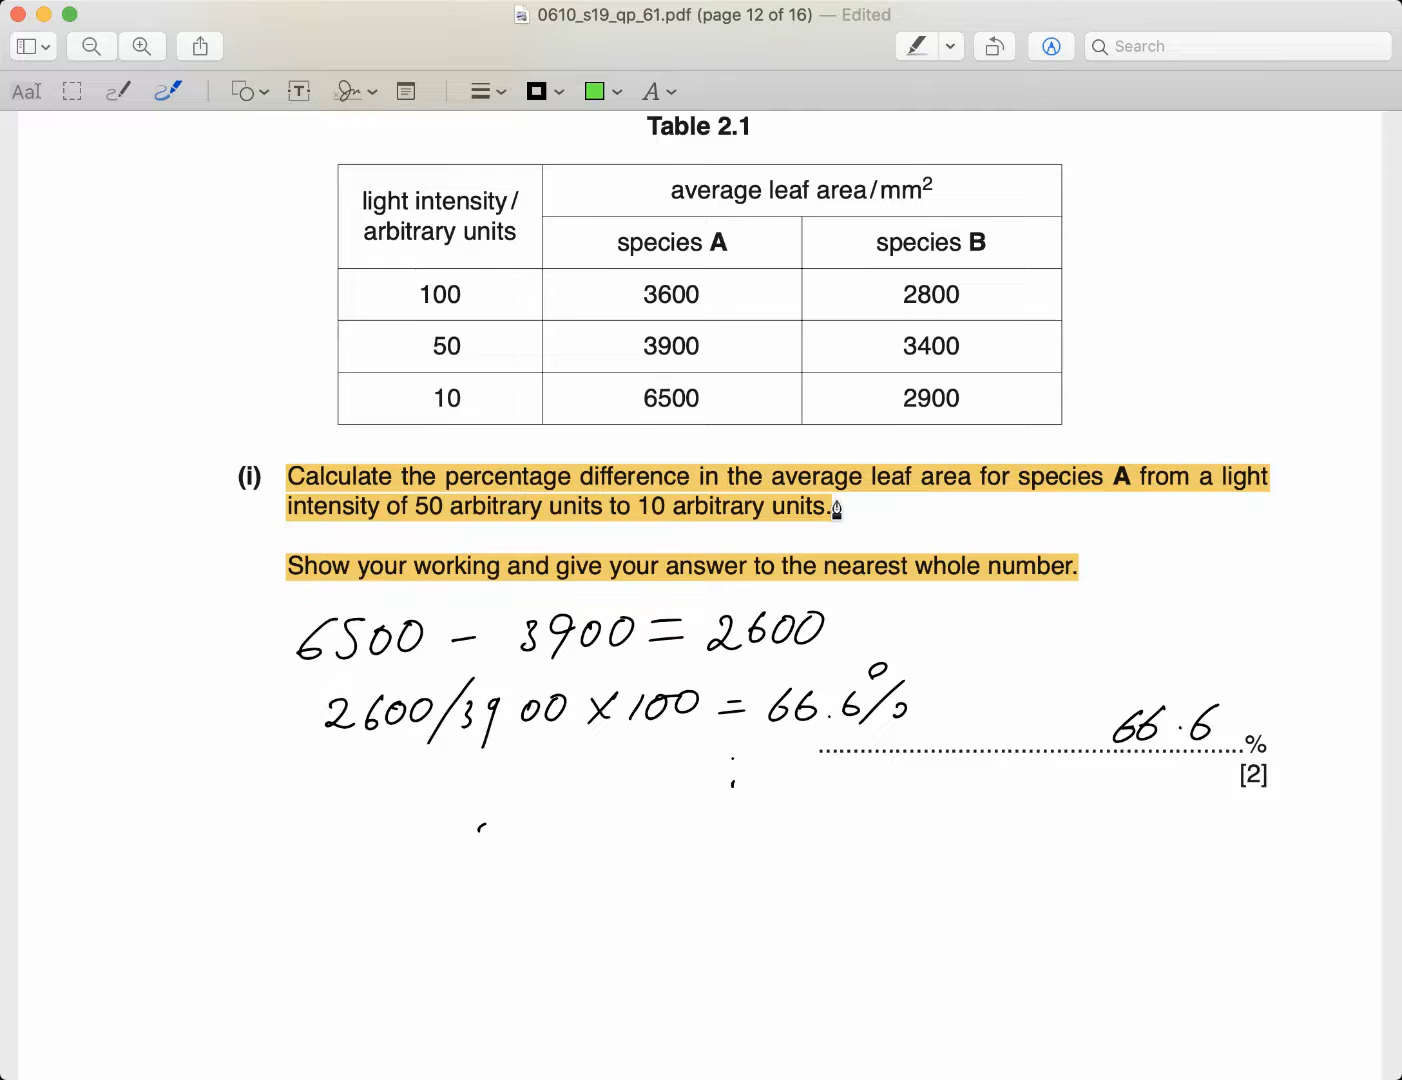 0610_s19_qp_61.pdf (page 12 of 16) — Edited
Search
AaI T A
Table 2.1
light intensity/ arbitrary units average leaf area/mm²
species A species B
100 3600 2800
50 3900 3400
10 6500 2900
(i) Calculate the percentage difference in the average leaf area for species A from a light
intensity of 50 arbitrary units to 10 arbitrary units.
Show your working and give your answer to the nearest whole number.
6500 - 3900 = 2600
2600/3900 × 100 = 66.6%
66.6 %
[2]